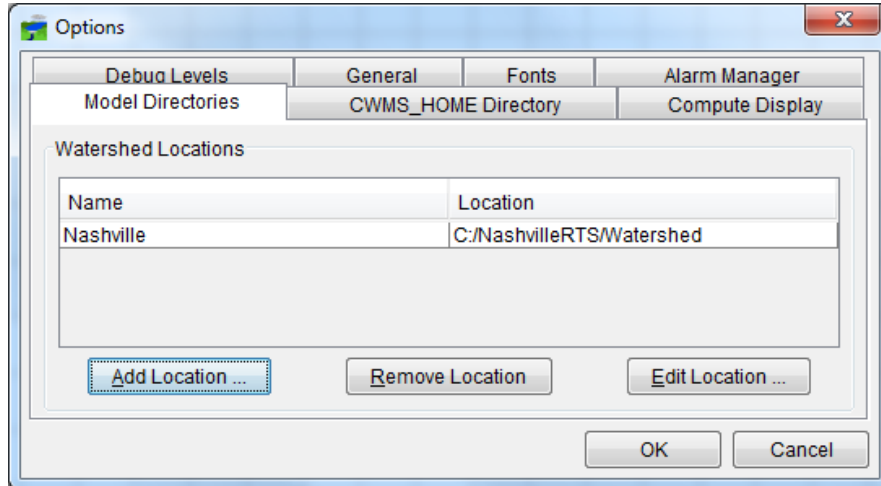 Options
Debug Levels General Fonts Alarm Manager
Model Directories CWMS_HOME Directory Compute Display
Watershed Locations
Name Location
Nashville C:/NashvilleRTS/Watershed
Add Location ... Remove Location Edit Location ...
OK Cancel